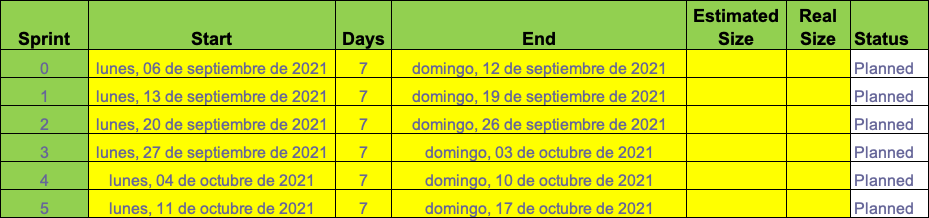 Sprint Start Days End Estimated Size Real Size Status
0 lunes, 06 de septiembre de 2021 7 domingo, 12 de septiembre de 2021 Planned
1 lunes, 13 de septiembre de 2021 7 domingo, 19 de septiembre de 2021 Planned
2 lunes, 20 de septiembre de 2021 7 domingo, 26 de septiembre de 2021 Planned
3 lunes, 27 de septiembre de 2021 7 domingo, 03 de octubre de 2021 Planned
4 lunes, 04 de octubre de 2021 7 domingo, 10 de octubre de 2021 Planned
5 lunes, 11 de octubre de 2021 7 domingo, 17 de octubre de 2021 Planned